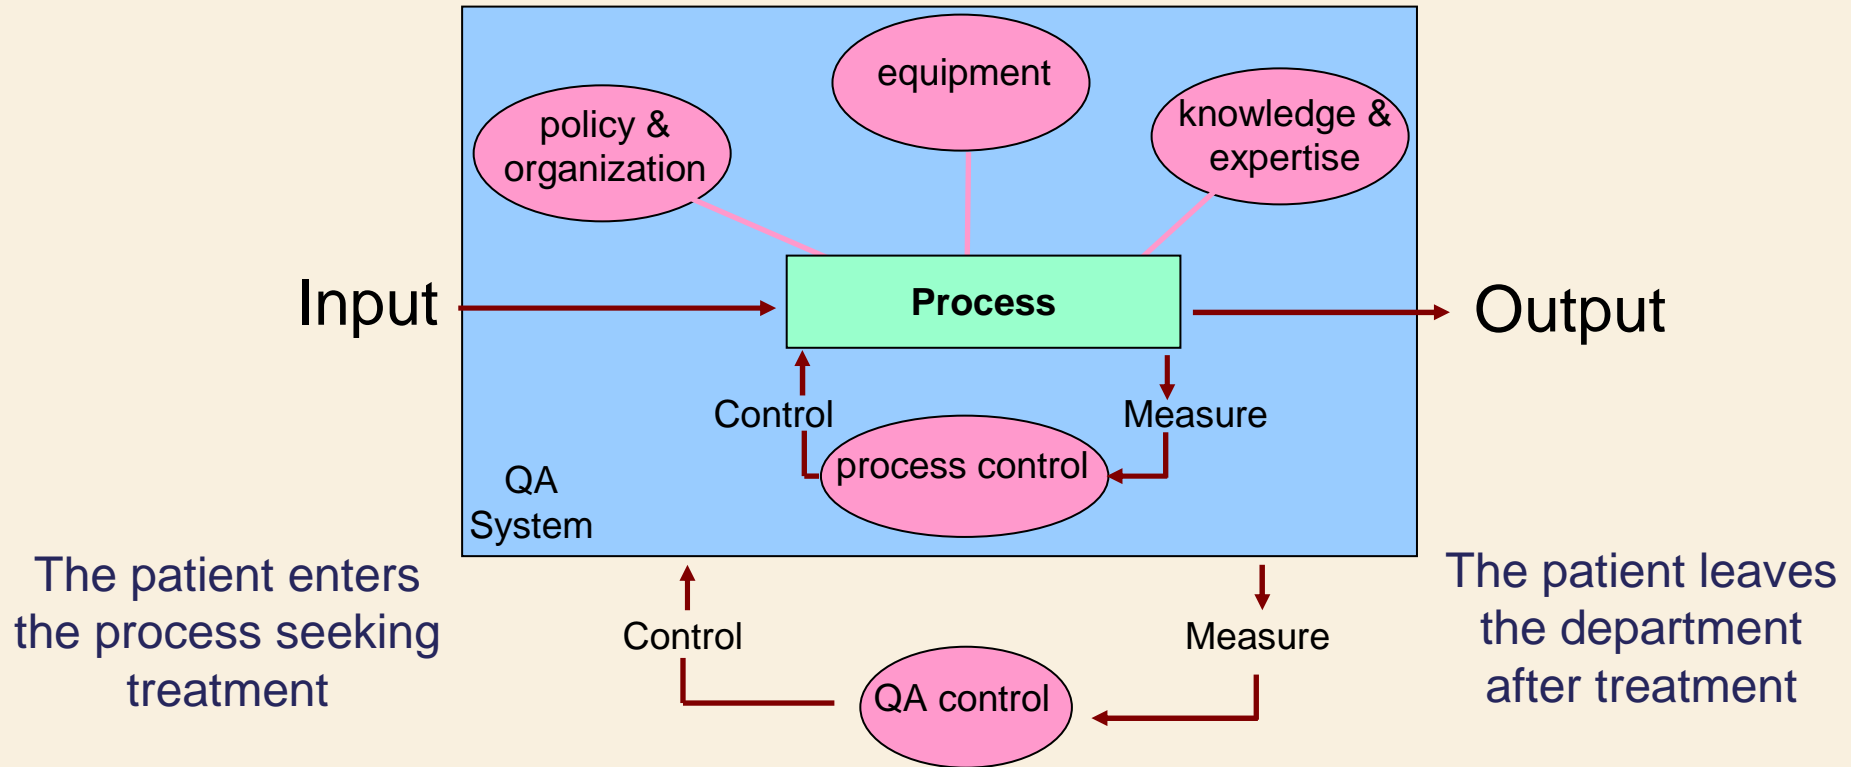 equipment
policy &
organization
knowledge &
expertise
Input
Process
Output
Control
Measure
process control
QA
System
The patient enters
the process seeking
treatment
Control
Measure
QA control
The patient leaves
the department
after treatment